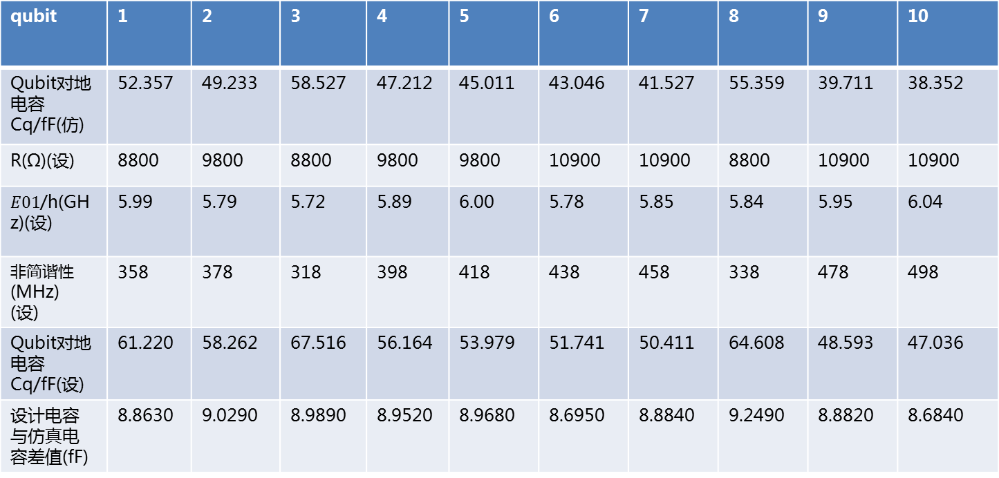 qubit 1 2 3 4 5 6 7 8 9 10
Qubit对地
电容
Cq/fF(仿) 52.357 49.233 58.527 47.212 45.011 43.046 41.527 55.359 39.711 38.352
R(Ω)(设) 8800 9800 8800 9800 9800 10900 10900 8800 10900 10900
E01/h(GH
z)(设) 5.99 5.79 5.72 5.89 6.00 5.78 5.85 5.84 5.95 6.04
非简谐性
(MHz)
(设) 358 378 318 398 418 438 458 338 478 498
Qubit对地
电容
Cq/fF(设) 61.220 58.262 67.516 56.164 53.979 51.741 50.411 64.608 48.593 47.036
设计电容
与仿真电
容差值(fF) 8.8630 9.0290 8.9890 8.9520 8.9680 8.6950 8.8840 9.2490 8.8820 8.6840